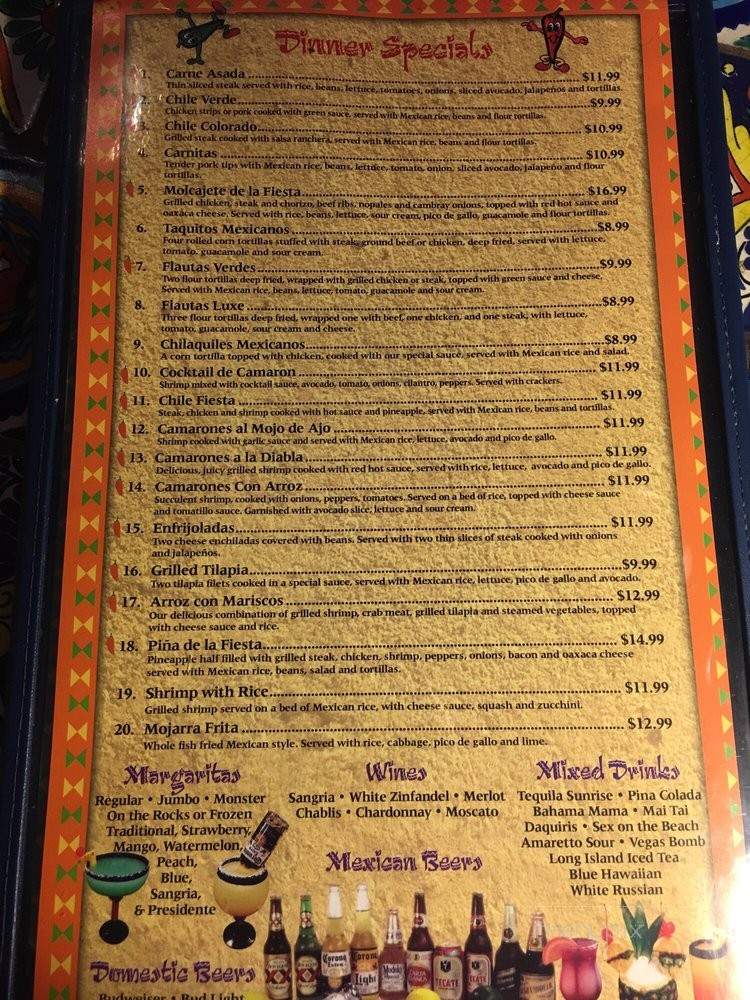 Dinner Specials
1. Carne Asada $11.99
Thin sliced steak served with rice, beans, lettuce, tomatoes, onions, sliced avocado, jalapeños and tortillas.
2. Chile Verde $9.99
Chicken strips or pork cooked with green sauce, served with Mexican rice, beans and flour tortillas.
3. Chile Colorado $10.99
Grilled steak cooked with salsa ranchera, served with Mexican rice, beans and flour tortillas.
4. Carnitas $10.99
Tender pork tips with Mexican rice, beans, lettuce, tomato, onion, sliced avocado, jalapeño and flour
tortillas.
5. Molcajete de la Fiesta $16.99
Grilled chicken, steak and chorizo, beef ribs, nopales and cambray onions, topped with red hot sauce and
oaxaca cheese. Served with rice, beans, lettuce, sour cream, pico de gallo, guacamole and flour tortillas.
6. Taquitos Mexicanos $8.99
Four rolled corn tortillas stuffed with steak, ground beef or chicken, deep fried, served with lettuce,
tomato, guacamole and sour cream.
7. Flautas Verdes $9.99
Two flour tortillas deep fried, wrapped with grilled chicken or steak, topped with green sauce and cheese.
Served with Mexican rice, beans, lettuce, tomato, guacamole and sour cream.
8. Flautas Luxe $8.99
Three flour tortillas deep fried, wrapped one with beef, one chicken, and one steak, with lettuce,
tomato, guacamole, sour cream and cheese.
9. Chilaquiles Mexicanos $8.99
A corn tortilla topped with chicken, cooked with our special sauce, served with Mexican rice and salad.
10. Cocktail de Camaron $11.99
Shrimp mixed with cocktail sauce, avocado, tomato, onions, cilantro, peppers. Served with crackers.
11. Chile Fiesta $11.99
Steak, chicken and shrimp cooked with hot sauce and pineapple, served with Mexican rice, beans and tortillas.
12. Camarones al Mojo de Ajo $11.99
Shrimp cooked with garlic sauce and served with Mexican rice, lettuce, avocado and pico de gallo.
13. Camarones a la Diabla $11.99
Delicious, juicy grilled shrimp cooked with red hot sauce, served with rice, lettuce, avocado and pico de gallo.
14. Camarones Con Arroz $11.99
Succulent shrimp, cooked with onions, peppers, tomatoes. Served on a bed of rice, topped with cheese sauce
and tomatillo sauce. Garnished with avocado slice, lettuce and sour cream.
15. Enfrijoladas $11.99
Two cheese enchiladas covered with beans. Served with two thin slices of steak cooked with onions
and jalapeños.
16. Grilled Tilapia $9.99
Two tilapia filets cooked in a special sauce, served with Mexican rice, lettuce, pico de gallo and avocado.
17. Arroz con Mariscos $12.99
Our delicious combination of grilled shrimp, crab meat, grilled tilapia and steamed vegetables, topped
with cheese sauce and rice.
18. Piña de la Fiesta $14.99
Pineapple half filled with grilled steak, chicken, shrimp, peppers, onions, bacon and oaxaca cheese
served with Mexican rice, beans, salad and tortillas.
19. Shrimp with Rice $11.99
Grilled shrimp served on a bed of Mexican rice, with cheese sauce, squash and zucchini.
20. Mojarra Frita $12.99
Whole fish fried Mexican style. Served with rice, cabbage, pico de gallo and lime.
Margaritas
Regular • Jumbo • Monster
On the Rocks or Frozen
Traditional, Strawberry,
Mango, Watermelon,
Peach,
Blue,
Sangria,
& Presidente
Wines
Sangria • White Zinfandel • Merlot
Chablis • Chardonnay • Moscato
Mixed Drinks
Tequila Sunrise • Pina Colada
Bahama Mama • Mai Tai
Daquiris • Sex on the Beach
Amaretto Sour • Vegas Bomb
Long Island Iced Tea
Blue Hawaiian
White Russian
Mexican Beers
XX
XX
Corona
Extra
Corona
Light
Modelo
Especial
TECATE
TECATE
Domestic Beers
Budweiser • Bud Light